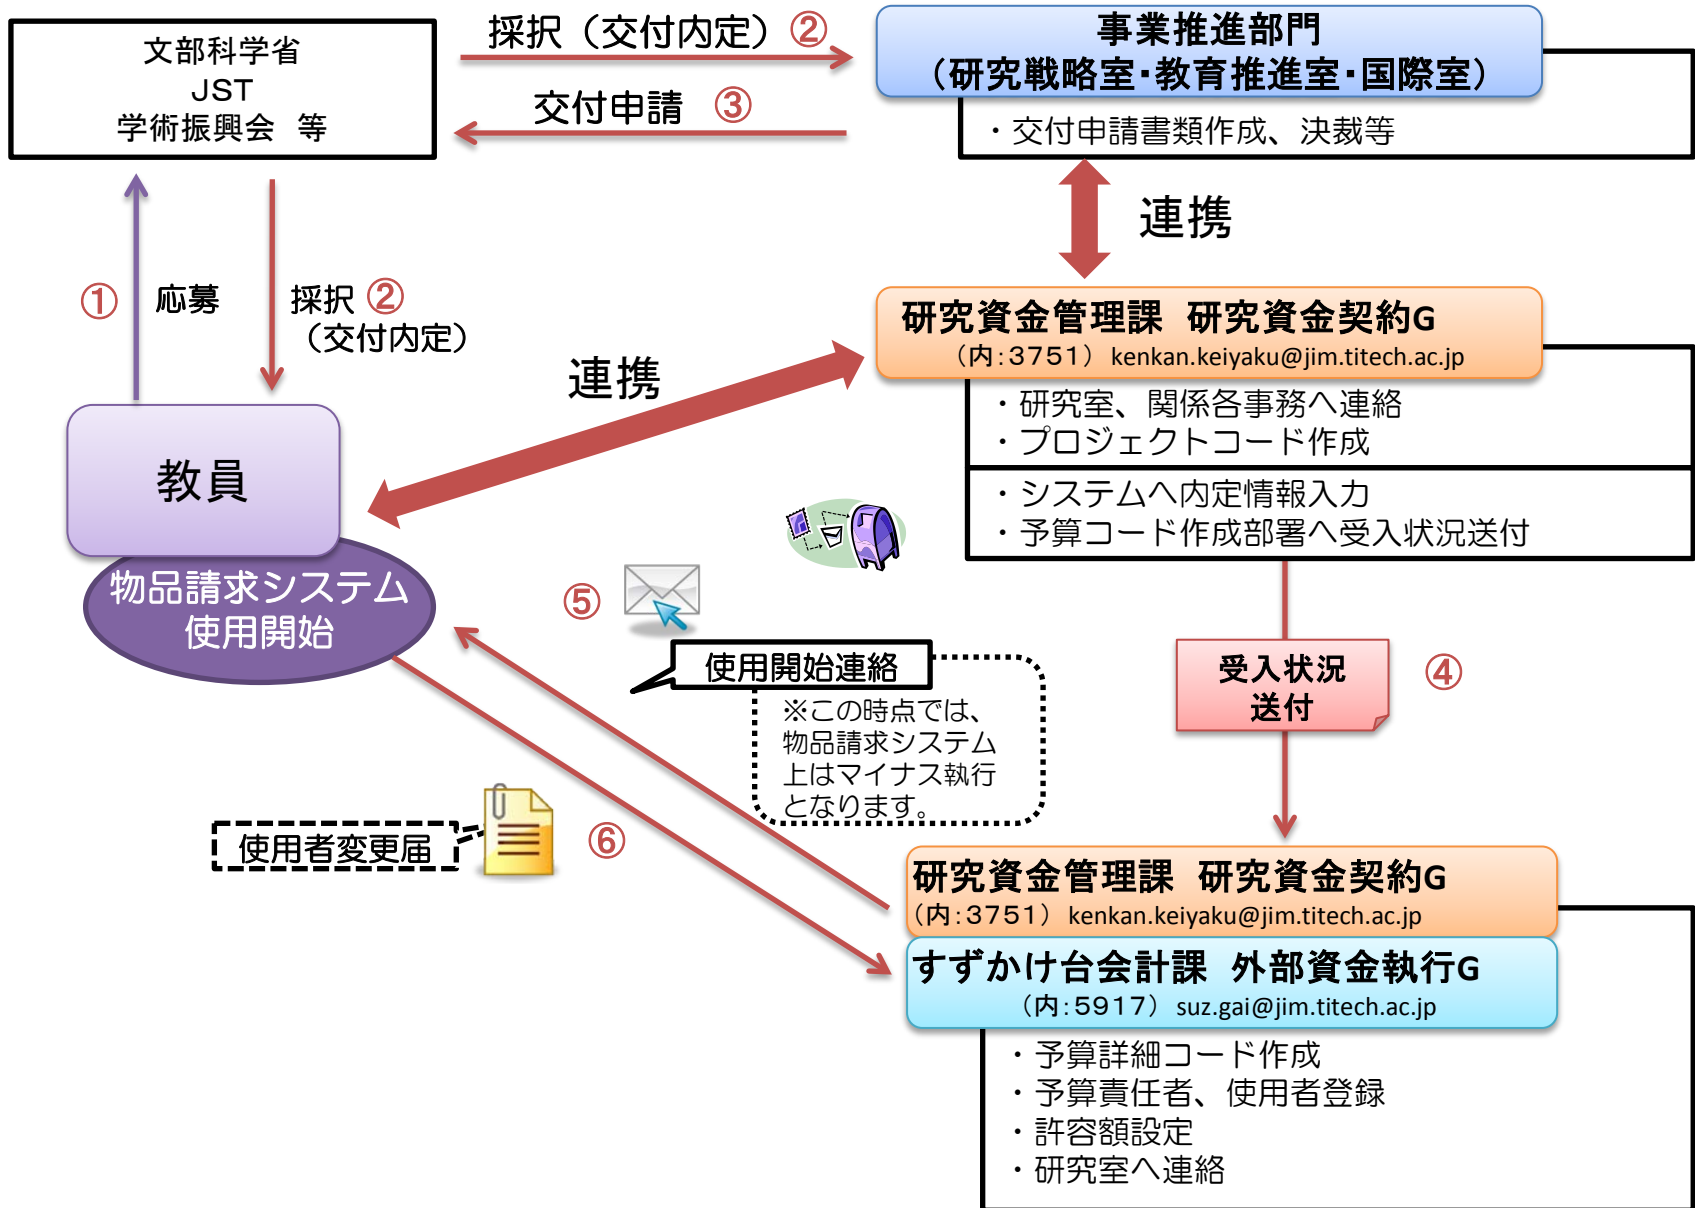 文部科学省
JST
学術振興会　等
採択（交付内定）②
交付申請　③
事業推進部門
（研究戦略室・教育推進室・国際室）
・交付申請書類作成、決裁等
連携
①　応募
採択②
（交付内定）
連携
研究資金管理課　研究資金契約G
（内：3751）kenkan.keiyaku@jim.titech.ac.jp
・研究室、関係各事務へ連絡
・プロジェクトコード作成
・システムへ内定情報入力
・予算コード作成部署へ受入状況送付
教員
物品請求システム
使用開始
⑤
使用開始連絡
※この時点では、
物品請求システム
上はマイナス執行
となります。
受入状況
送付
④
使用者変更届
⑥
研究資金管理課　研究資金契約G
（内：3751）kenkan.keiyaku@jim.titech.ac.jp
すずかけ台会計課　外部資金執行G
（内：5917）suz.gai@jim.titech.ac.jp
・予算詳細コード作成
・予算責任者、使用者登録
・許容額設定
・研究室へ連絡